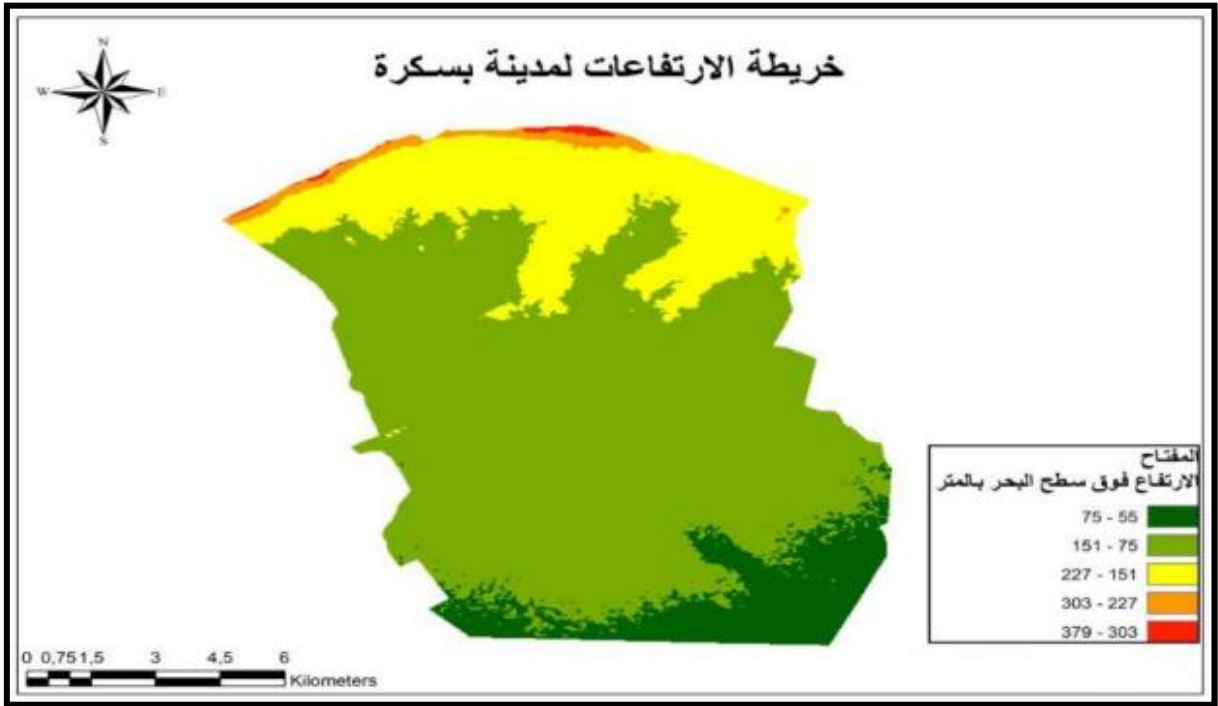 خريطة الارتفاعات لمدينة بسكرة
N
W E
S
المفتاح
الارتفاع فوق سطح البحر بالمتر
75 - 55
151 - 75
227 - 151
303 - 227
379 - 303
0 0,75 1,5 3 4,5 6
Kilometers